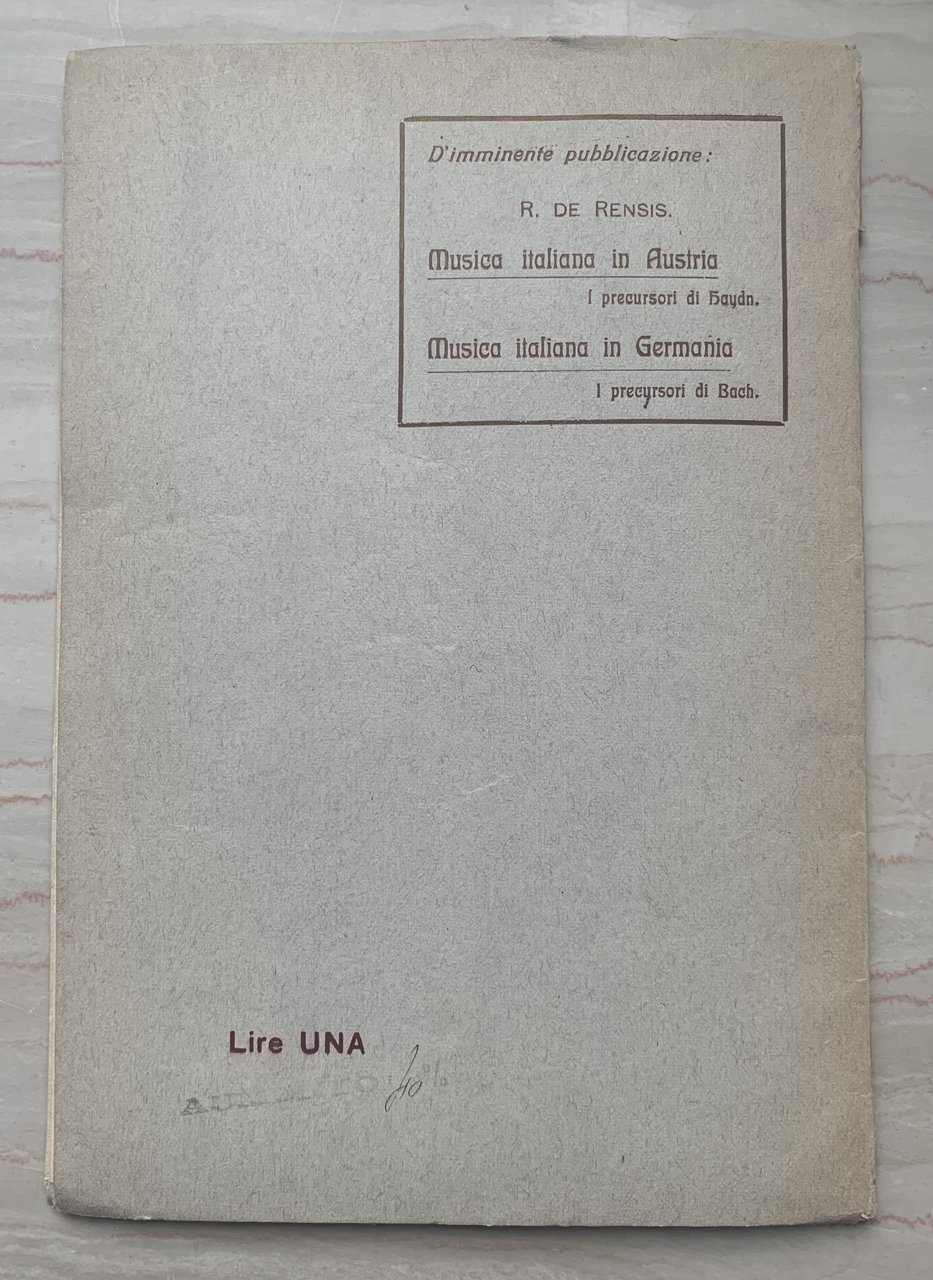 D'imminente pubblicazione:
R. DE RENSIS.
Musica italiana in Austria
I precursori di Haydn.
Musica italiana in Germania
I precursori di Bach.
Lire UNA